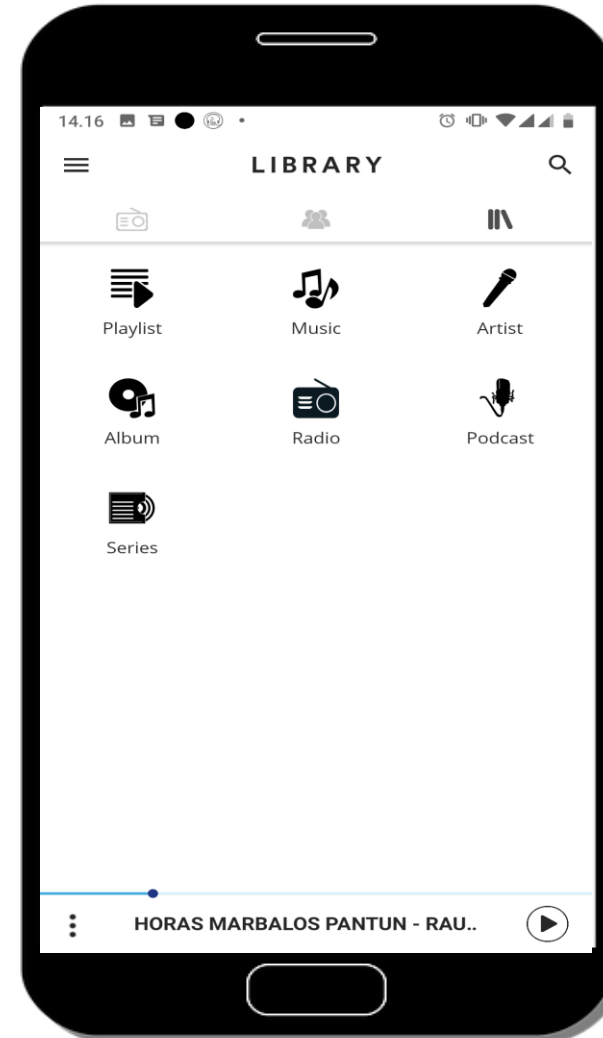 14.16
LIBRARY
Playlist Music Artist
Album Radio Podcast
Series
HORAS MARBALOS PANTUN - RAU..